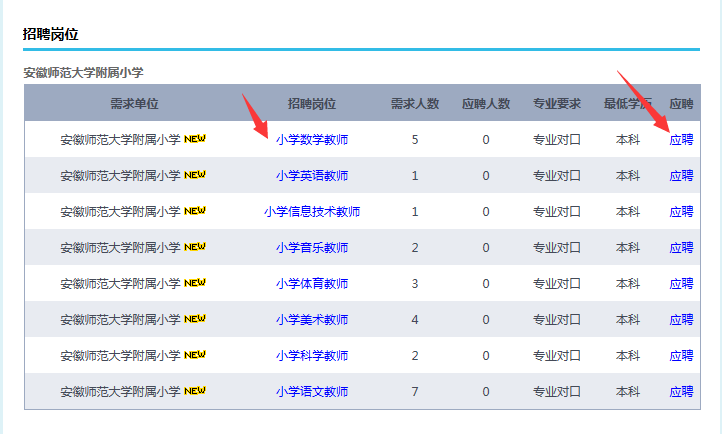 招聘岗位
安徽师范大学附属小学
需求单位 招聘岗位 需求人数 应聘人数 专业要求 最低学历 应聘
安徽师范大学附属小学 NEW 小学数学教师 5 0 专业对口 本科 应聘
安徽师范大学附属小学 NEW 小学英语教师 1 0 专业对口 本科 应聘
安徽师范大学附属小学 NEW 小学信息技术教师 1 0 专业对口 本科 应聘
安徽师范大学附属小学 NEW 小学音乐教师 2 0 专业对口 本科 应聘
安徽师范大学附属小学 NEW 小学体育教师 3 0 专业对口 本科 应聘
安徽师范大学附属小学 NEW 小学美术教师 4 0 专业对口 本科 应聘
安徽师范大学附属小学 NEW 小学科学教师 2 0 专业对口 本科 应聘
安徽师范大学附属小学 NEW 小学语文教师 7 0 专业对口 本科 应聘